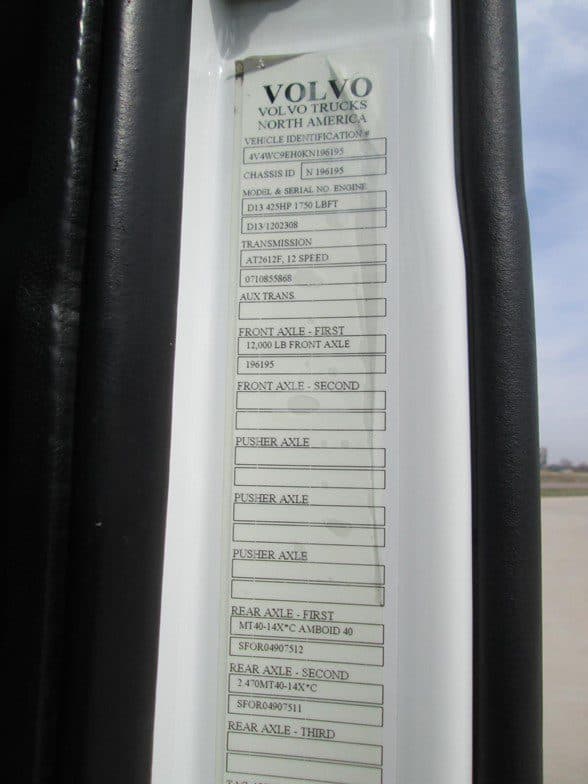 VOLVO
VOLVO TRUCKS
NORTH AMERICA
VEHICLE IDENTIFICATION #
4V4WC9EH0KN196195
CHASSIS ID N 196195
MODEL & SERIAL NO. ENGINE
D13 425HP 1750 LBFT
D13/1202308
TRANSMISSION
AT2612F, 12 SPEED
0710855868
AUX TRANS.
FRONT AXLE - FIRST
12,000 LB FRONT AXLE
196195
FRONT AXLE - SECOND
PUSHER AXLE
PUSHER AXLE
PUSHER AXLE
REAR AXLE - FIRST
MT40-14X*C AMBOID 40
SFOR04907512
REAR AXLE - SECOND
2.470MT40-14X*C
SFOR04907511
REAR AXLE - THIRD